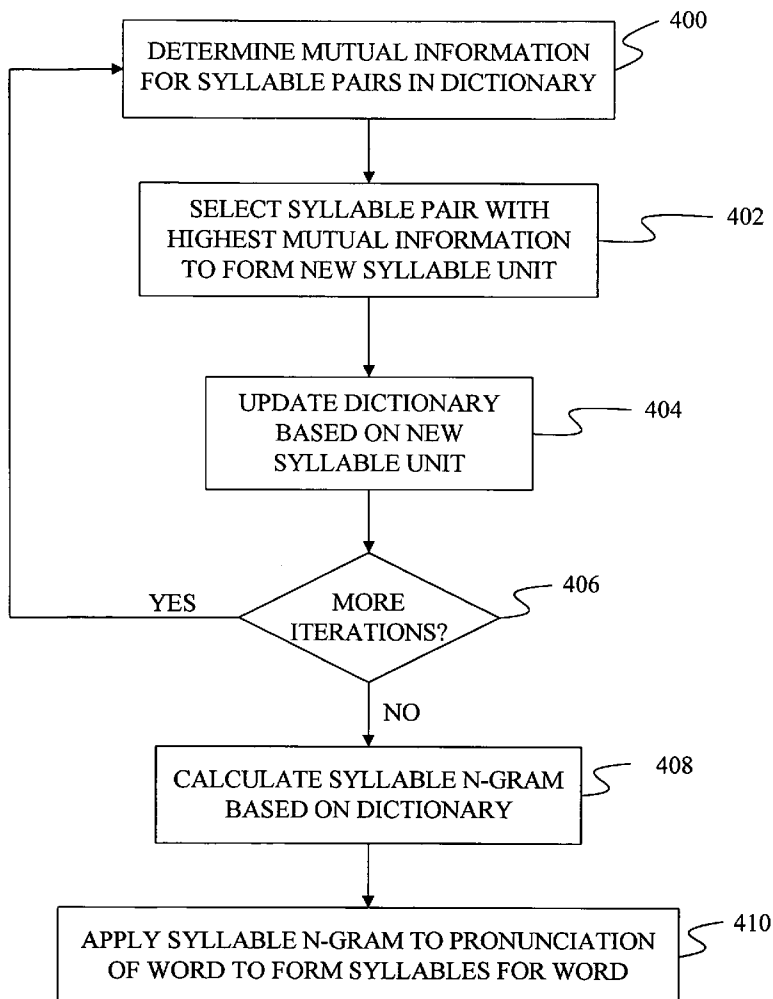 DETERMINE MUTUAL INFORMATION
FOR SYLLABLE PAIRS IN DICTIONARY
400
SELECT SYLLABLE PAIR WITH
HIGHEST MUTUAL INFORMATION
TO FORM NEW SYLLABLE UNIT
402
UPDATE DICTIONARY
BASED ON NEW
SYLLABLE UNIT
404
YES
MORE
ITERATIONS?
406
NO
CALCULATE SYLLABLE N-GRAM
BASED ON DICTIONARY
408
APPLY SYLLABLE N-GRAM TO PRONUNCIATION
OF WORD TO FORM SYLLABLES FOR WORD
410